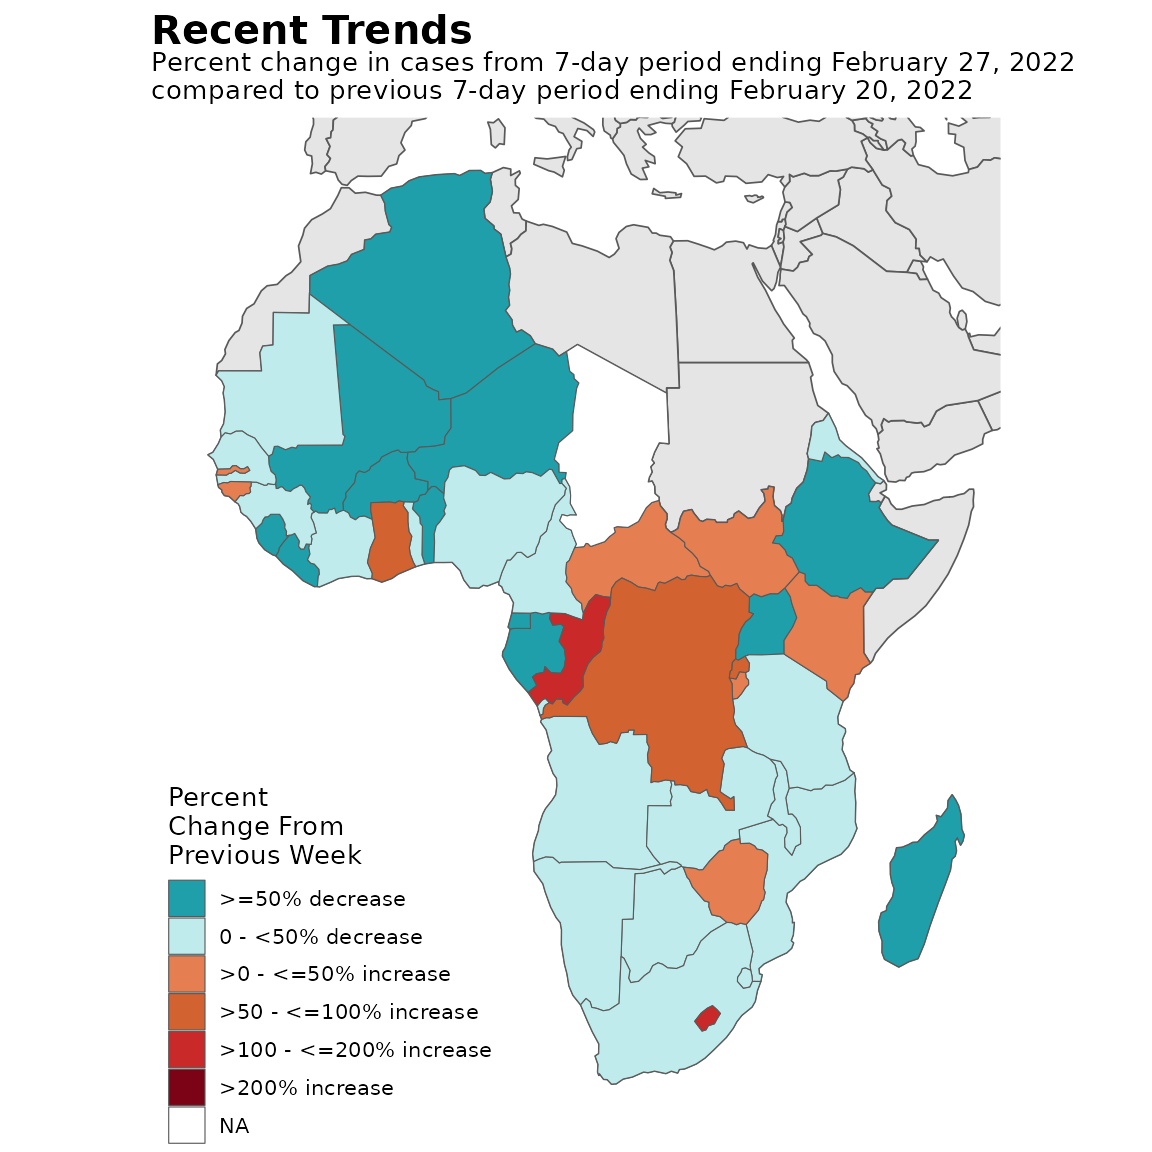 Recent Trends
Percent change in cases from 7-day period ending February 27, 2022
compared to previous 7-day period ending February 20, 2022
Percent
Change From
Previous Week
>=50% decrease
0 - <50% decrease
>0 - <=50% increase
>50 - <=100% increase
>100 - <=200% increase
>200% increase
NA